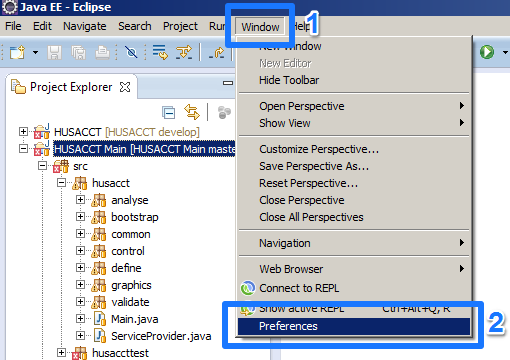 Java EE - Eclipse
File Edit Navigate Search Project Window
1
New Window
New Editor
Hide Toolbar
Open Perspective
Show View
Customize Perspective...
Save Perspective As...
Reset Perspective...
Close Perspective
Close All Perspectives
Navigation
Web Browser
Connect to REPL
Show active REPL Ctrl+Alt+Q, R
Preferences
2
Project Explorer
HUSACCT [HUSACCT develop]
HUSACCT Main [HUSACCT Main maste
src
husacct
analyse
bootstrap
common
control
define
graphics
validate
Main.java
ServiceProvider.java
husaccttest